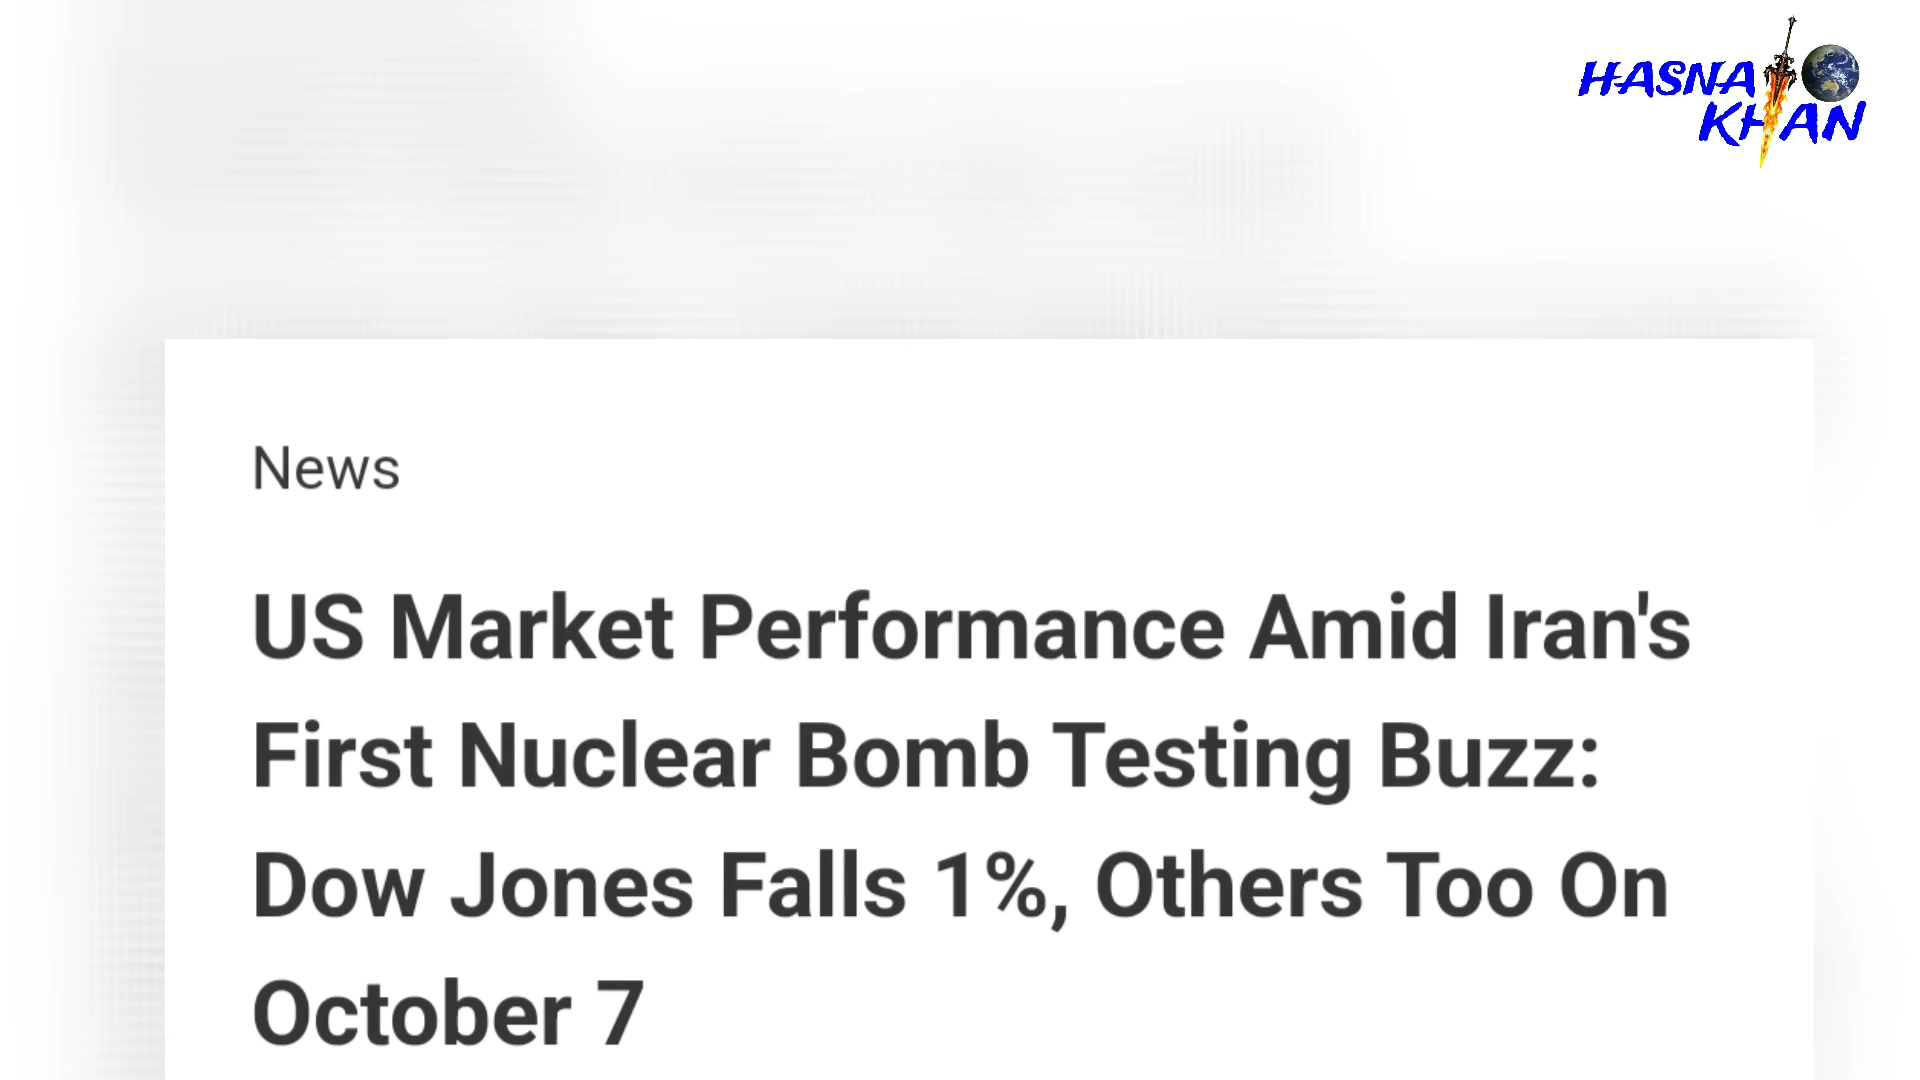 HASNA
KHAN
News
US Market Performance Amid Iran's
First Nuclear Bomb Testing Buzz:
Dow Jones Falls 1%, Others Too On
October 7